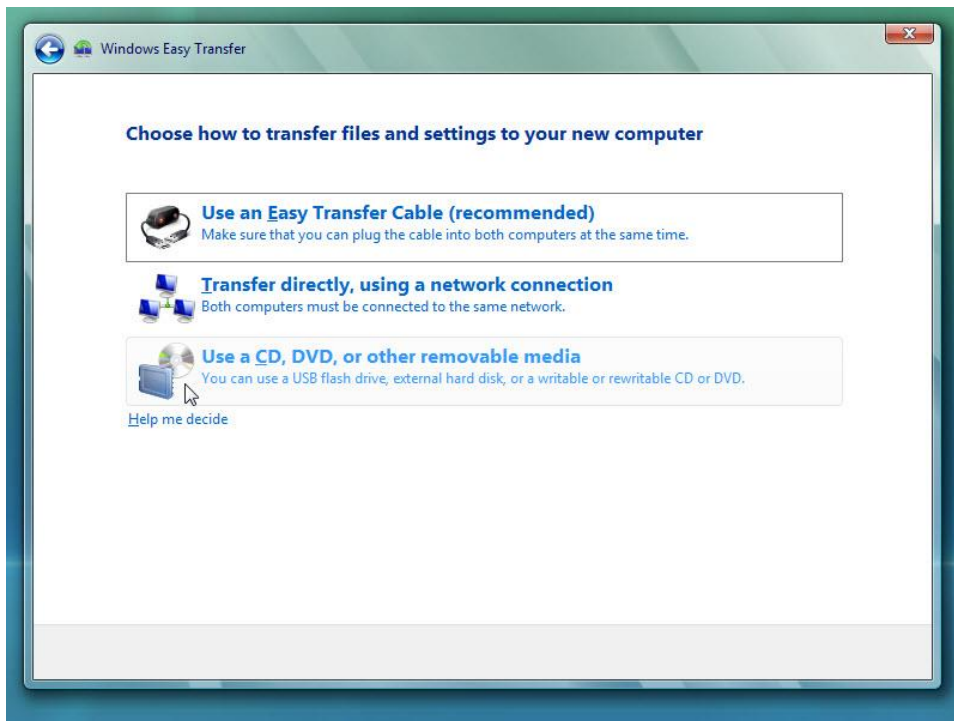 Windows Easy Transfer
Choose how to transfer files and settings to your new computer
Use an Easy Transfer Cable (recommended)
Make sure that you can plug the cable into both computers at the same time.
Transfer directly, using a network connection
Both computers must be connected to the same network.
Use a CD, DVD, or other removable media
You can use a USB flash drive, external hard disk, or a writable or rewritable CD or DVD.
Help me decide